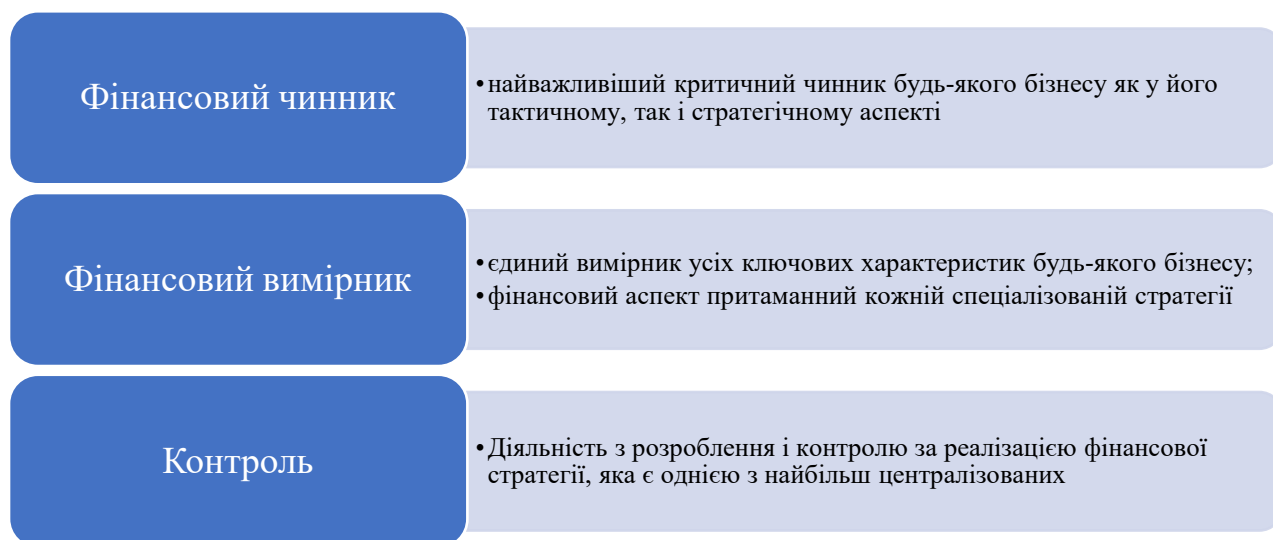 Фінансовий чинник
•найважливіший критичний чинник будь-якого бізнесу як у його
тактичному, так і стратегічному аспекті
Фінансовий вимірник
•єдиний вимірник усіх ключових характеристик будь-якого бізнесу;
•фінансовий аспект притаманний кожній спеціалізованій стратегії
Контроль
•Діяльність з розроблення і контролю за реалізацією фінансової
стратегії, яка є однією з найбільш централізованих